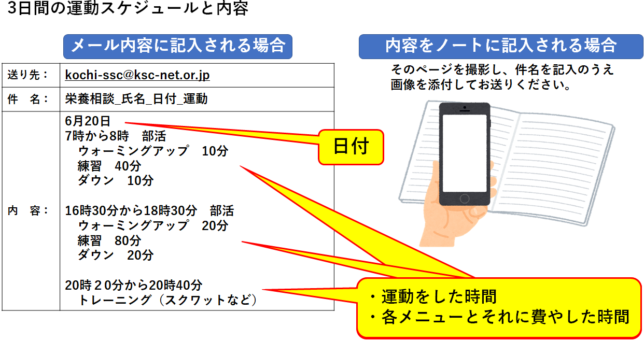 3日間の運動スケジュールと内容
メール内容に記入される場合
送り先： kochi-ssc@ksc-net.or.jp
件　名： 栄養相談_氏名_日付_運動
内　容：
6月20日
7時から8時　部活
ウォーミングアップ　10分
練習　40分
ダウン　10分
16時30分から18時30分　部活
ウォーミングアップ　20分
練習　80分
ダウン　20分
20時２0分から20時40分
トレーニング（スクワットなど）
日付
・運動をした時間
・各メニューとそれに費やした時間
内容をノートに記入される場合
そのページを撮影し、件名を記入のうえ
画像を添付してお送りください。